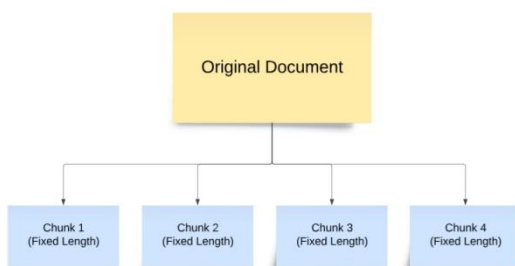 Original Document
Chunk 1
(Fixed Length)
Chunk 2
(Fixed Length)
Chunk 3
(Fixed Length)
Chunk 4
(Fixed Length)